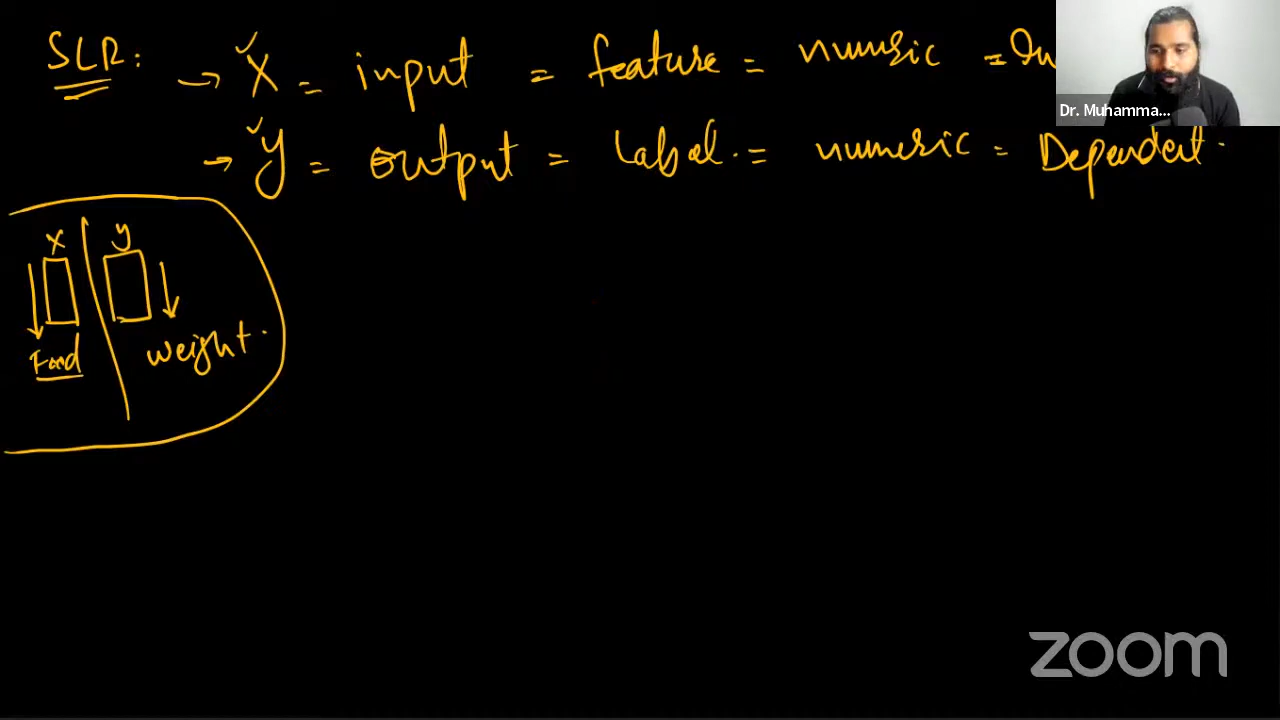 SLR: → X = input = feature = numeric =
Dr. Muhamma...
→ y = output = label. = numeric = Dependent.
X y
Food weight.
zoom